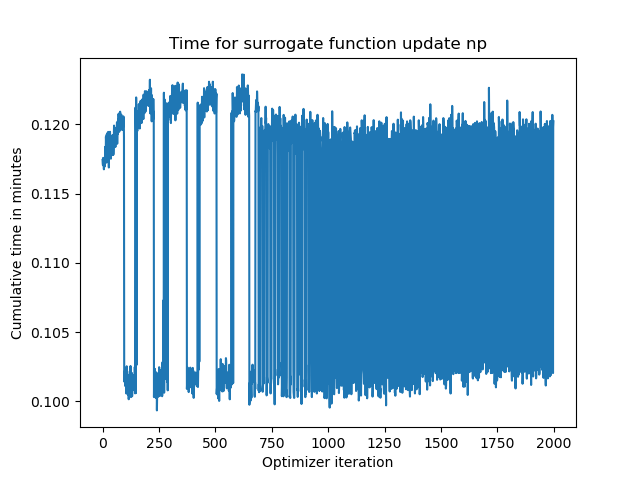 Time for surrogate function update np
Cumulative time in minutes
0.120
0.115
0.110
0.105
0.100
0 250 500 750 1000 1250 1500 1750 2000
Optimizer iteration